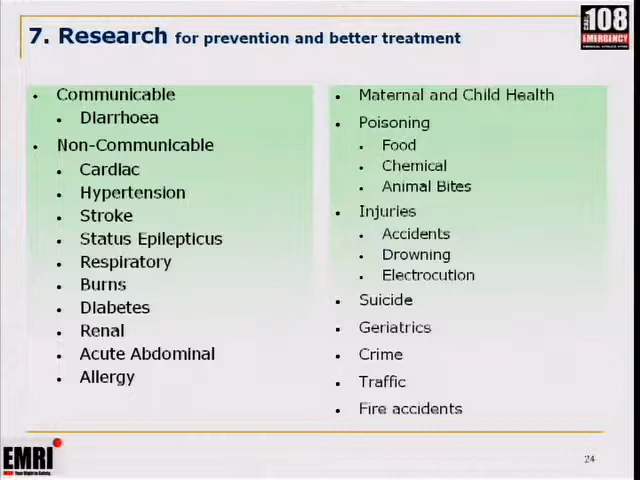 7. Research for prevention and better treatment
108
EMERGENCY
Communicable
Diarrhoea
Non-Communicable
Cardiac
Hypertension
Stroke
Status Epilepticus
Respiratory
Burns
Diabetes
Renal
Acute Abdominal
Allergy
Maternal and Child Health
Poisoning
Food
Chemical
Animal Bites
Injuries
Accidents
Drowning
Electrocution
Suicide
Geriatrics
Crime
Traffic
Fire accidents
EMRI
24